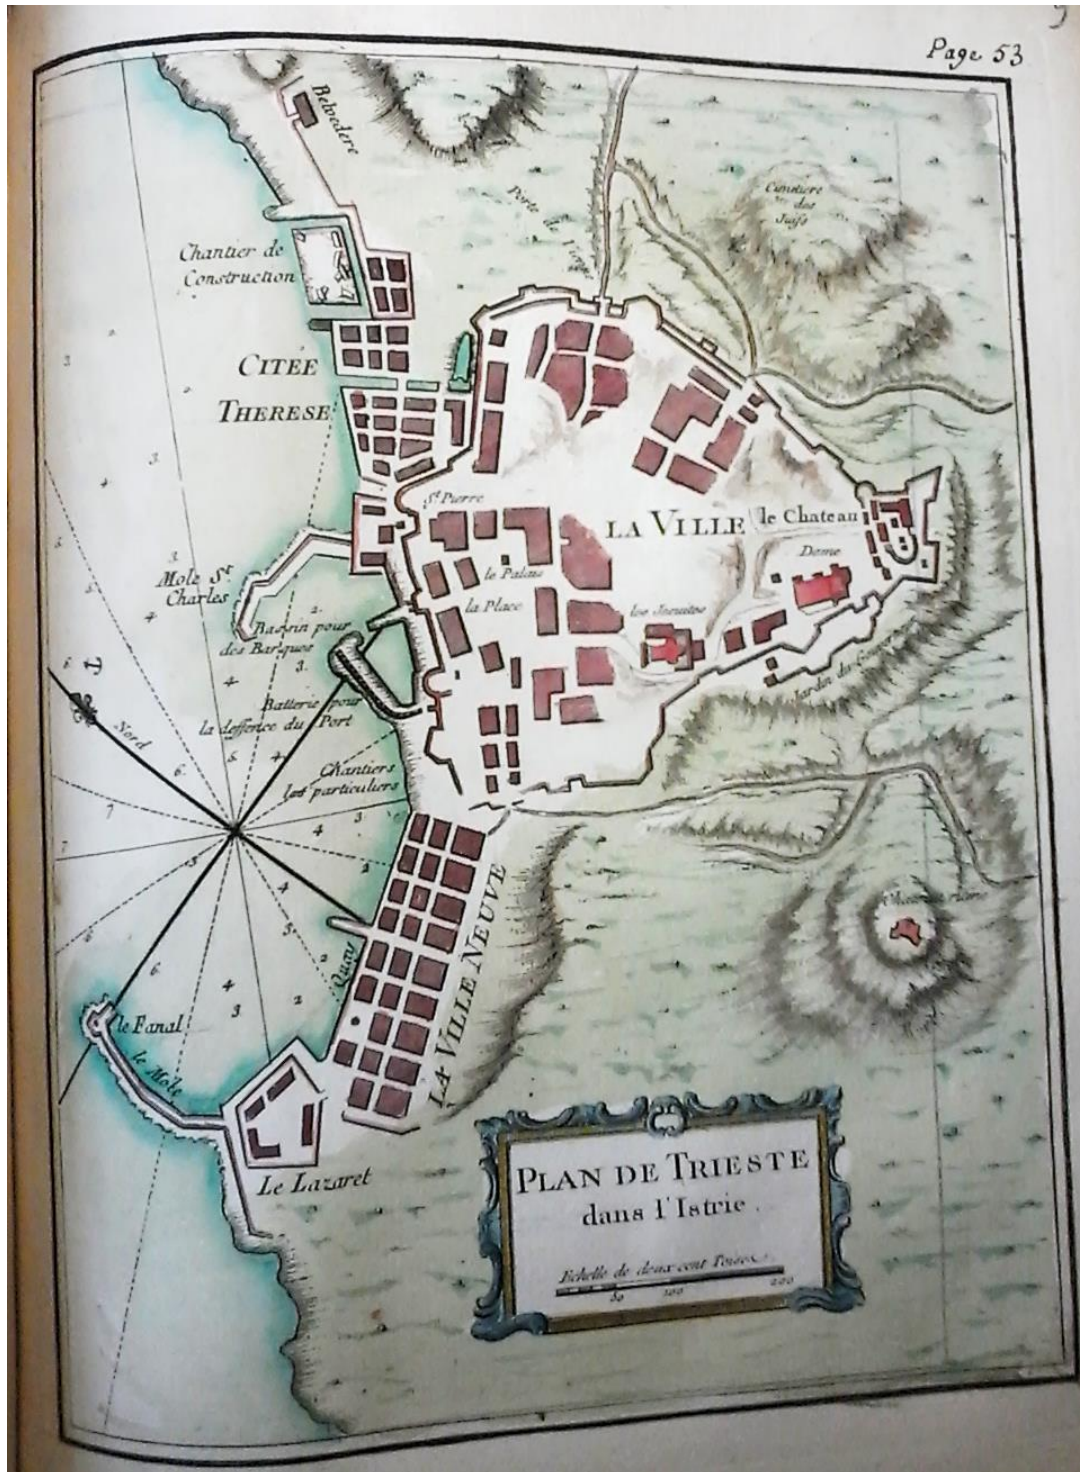 Page 53
Belvedere
Porte de
Cimetiere
des
Juifs
Chantier de
Construction
CITÉE
THERESE
St Pierre
LA VILLE
le Chateau
Dome
le Palais
la Place
les Jesuites
Mole St
Charles
Bassin pour
des Barques
Batterie pour
la deffence du Port
Jardin du
Nord
Chantiers
particuliers
Quay
LA VILLE NEUVE
le Fanal
le Mole
Le Lazaret
PLAN DE TRIESTE
dans l'Istrie.
Echelle de deux cent Toises
50 100 200